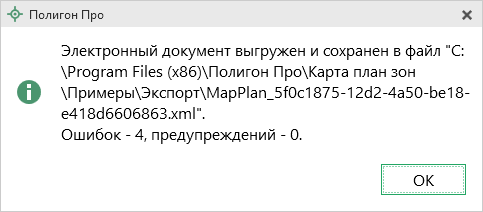 Полигон Про
Электронный документ выгружен и сохранен в файл "C:
\Program Files (x86)\Полигон Про\Карта план зон
\Примеры\Экспорт\MapPlan_5f0c1875-12d2-4a50-be18-
e418d6606863.xml".
Ошибок - 4, предупреждений - 0.
ОК